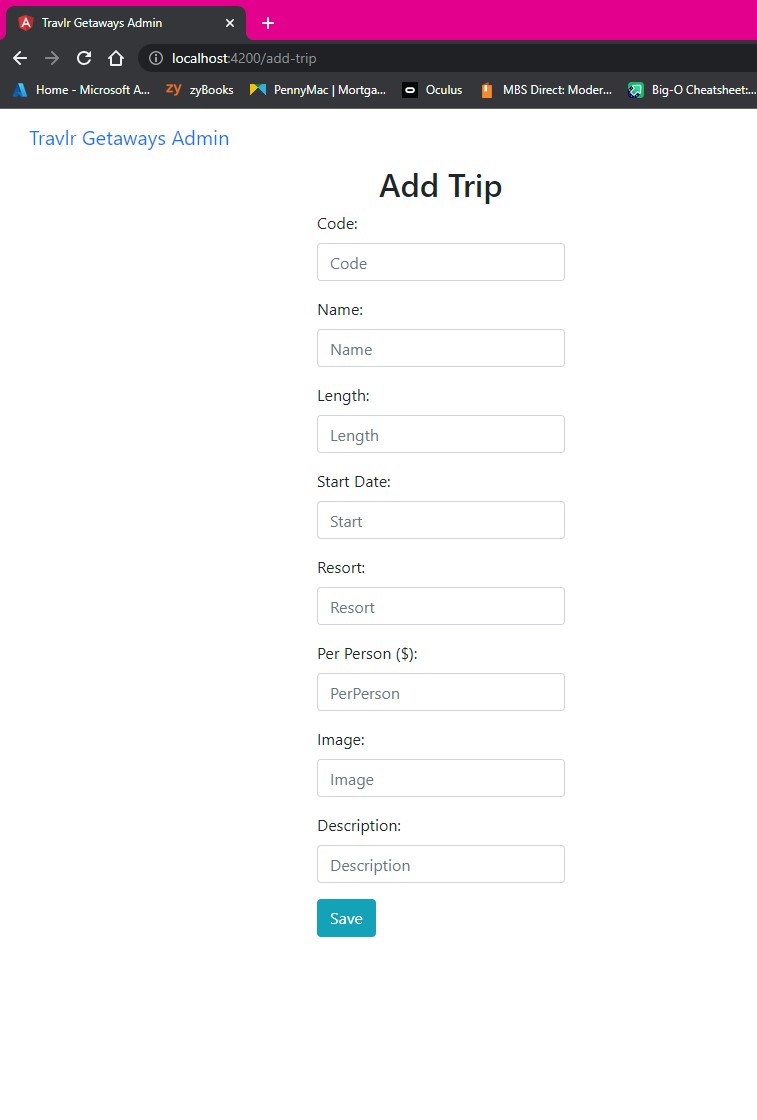 Travlr Getaways Admin
localhost:4200/add-trip
Home - Microsoft A... zy zyBooks PennyMac | Mortga... Oculus MBS Direct: Moder... Big-O Cheatsheet:...
Travlr Getaways Admin
Add Trip
Code:
Code
Name:
Name
Length:
Length
Start Date:
Start
Resort:
Resort
Per Person ($):
PerPerson
Image:
Image
Description:
Description
Save